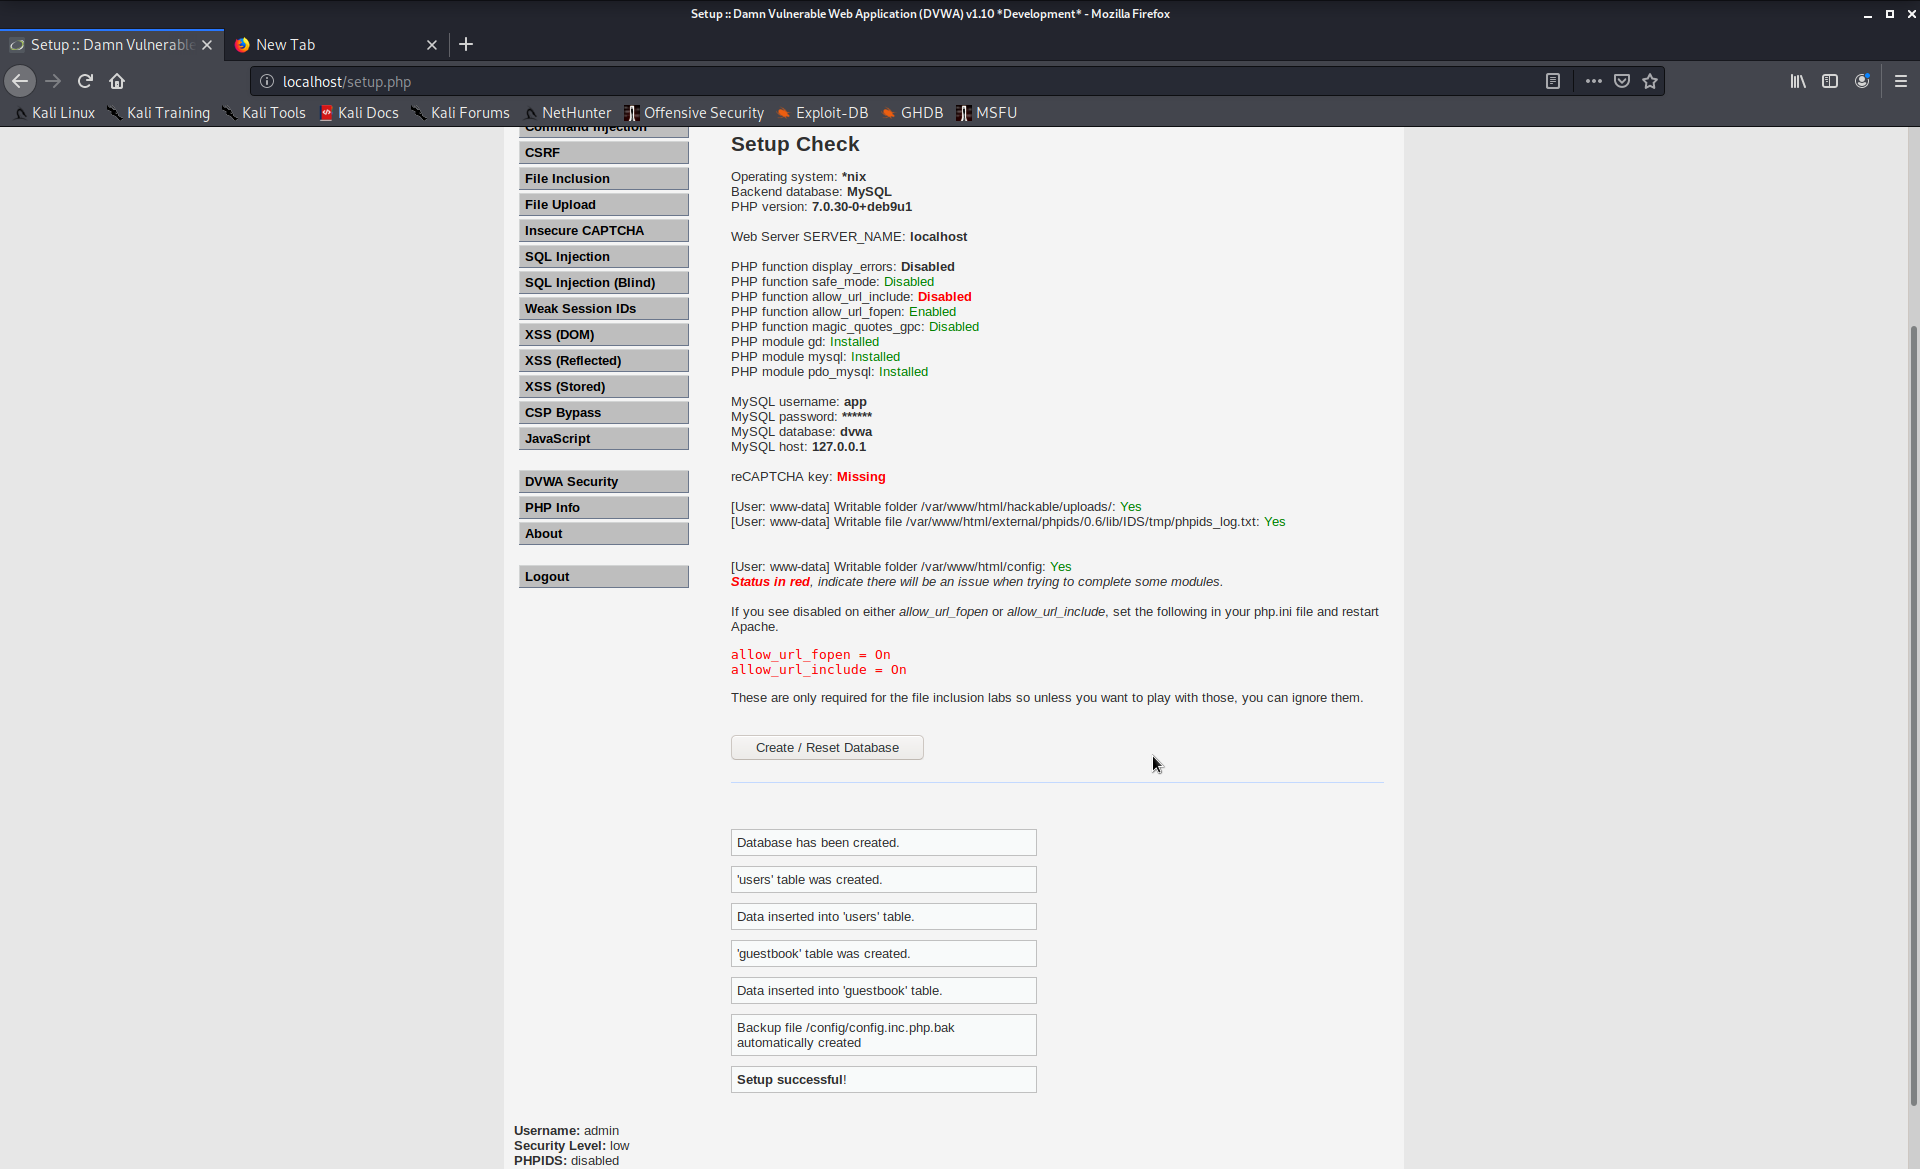 Setup :: Damn Vulnerable Web Application (DVWA) v1.10 *Development* - Mozilla Firefox
Setup :: Damn Vulnerable
New Tab
localhost/setup.php
Kali Linux Kali Training Kali Tools Kali Docs Kali Forums NetHunter Offensive Security Exploit-DB GHDB MSFU
Command Injection
CSRF
File Inclusion
File Upload
Insecure CAPTCHA
SQL Injection
SQL Injection (Blind)
Weak Session IDs
XSS (DOM)
XSS (Reflected)
XSS (Stored)
CSP Bypass
JavaScript
DVWA Security
PHP Info
About
Logout
Setup Check
Operating system: *nix
Backend database: MySQL
PHP version: 7.0.30-0+deb9u1
Web Server SERVER_NAME: localhost
PHP function display_errors: Disabled
PHP function safe_mode: Disabled
PHP function allow_url_include: Disabled
PHP function allow_url_fopen: Enabled
PHP function magic_quotes_gpc: Disabled
PHP module gd: Installed
PHP module mysql: Installed
PHP module pdo_mysql: Installed
MySQL username: app
MySQL password: ******
MySQL database: dvwa
MySQL host: 127.0.0.1
reCAPTCHA key: Missing
[User: www-data] Writable folder /var/www/html/hackable/uploads/: Yes
[User: www-data] Writable file /var/www/html/external/phpids/0.6/lib/IDS/tmp/phpids_log.txt: Yes
[User: www-data] Writable folder /var/www/html/config: Yes
Status in red, indicate there will be an issue when trying to complete some modules.
If you see disabled on either allow_url_fopen or allow_url_include, set the following in your php.ini file and restart
Apache.
allow_url_fopen = On
allow_url_include = On
These are only required for the file inclusion labs so unless you want to play with those, you can ignore them.
Create / Reset Database
Database has been created.
'users' table was created.
Data inserted into 'users' table.
'guestbook' table was created.
Data inserted into 'guestbook' table.
Backup file /config/config.inc.php.bak
automatically created
Setup successful!
Username: admin
Security Level: low
PHPIDS: disabled